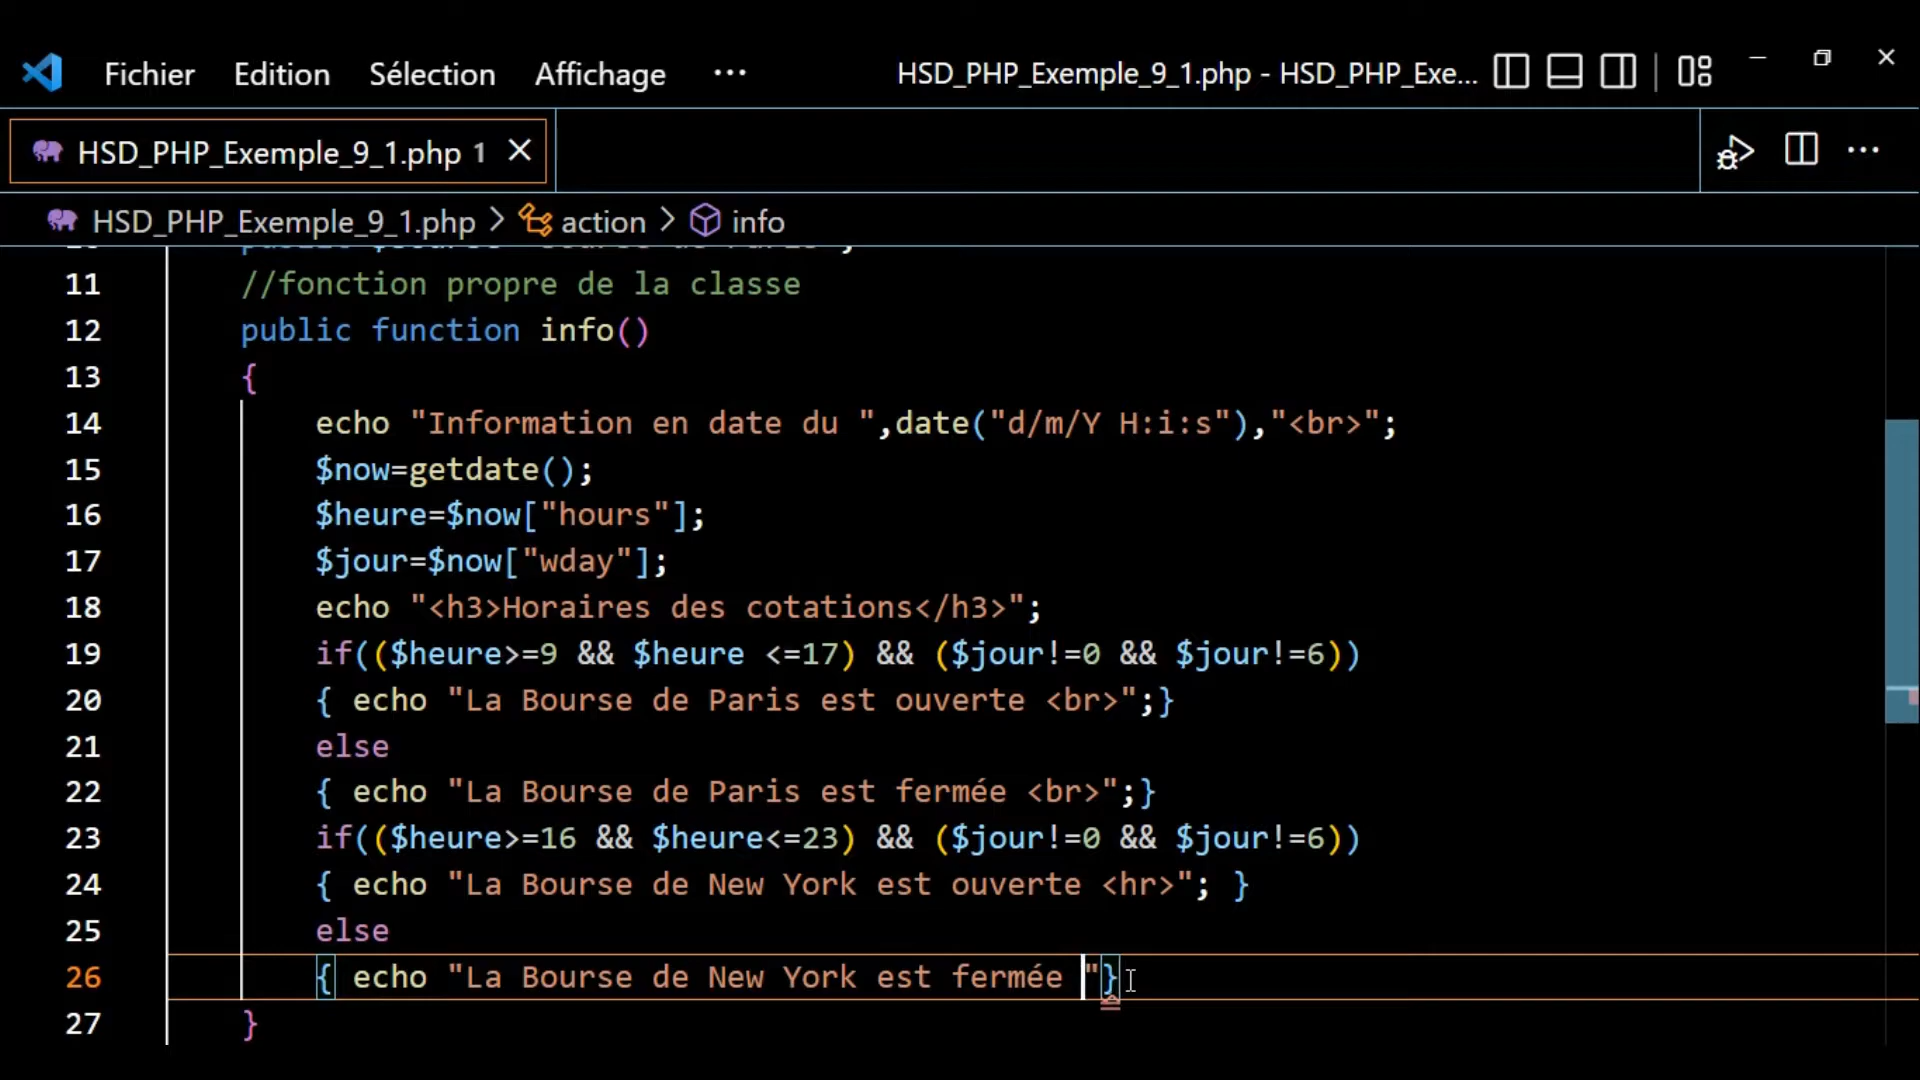 Fichier Edition Sélection Affichage ··· HSD_PHP_Exemple_9_1.php - HSD_PHP_Exe...
HSD_PHP_Exemple_9_1.php 1
HSD_PHP_Exemple_9_1.php > action > info
11 //fonction propre de la classe
12 public function info()
13 {
14 echo "Information en date du ",date("d/m/Y H:i:s"),"<br>";
15 $now=getdate();
16 $heure=$now["hours"];
17 $jour=$now["wday"];
18 echo "<h3>Horaires des cotations</h3>";
19 if(($heure>=9 && $heure <=17) && ($jour!=0 && $jour!=6))
20 { echo "La Bourse de Paris est ouverte <br>";}
21 else
22 { echo "La Bourse de Paris est fermée <br>";}
23 if(($heure>=16 && $heure<=23) && ($jour!=0 && $jour!=6))
24 { echo "La Bourse de New York est ouverte <hr>"; }
25 else
26 { echo "La Bourse de New York est fermée "}
27 }